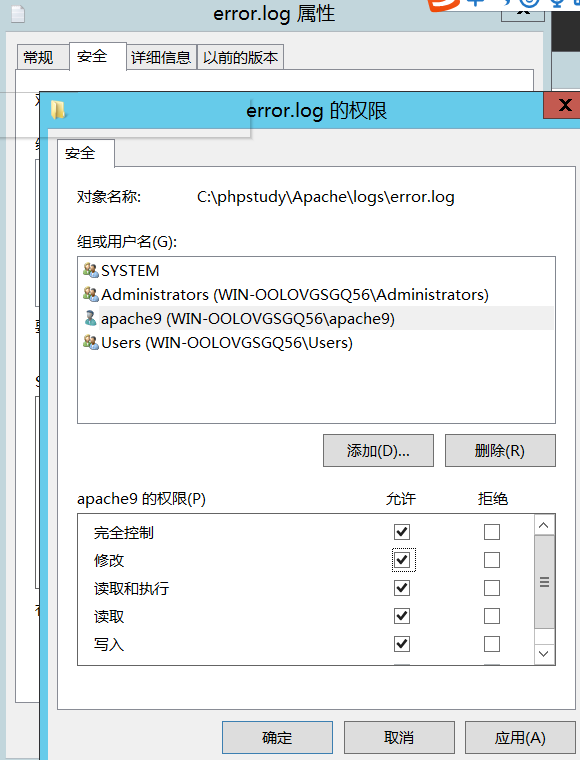 error.log 属性
常规 安全 详细信息 以前的版本
error.log 的权限
安全
对象名称: C:\phpstudy\Apache\logs\error.log
组或用户名(G):
SYSTEM
Administrators (WIN-OOLOVGSGQ56\Administrators)
apache9 (WIN-OOLOVGSGQ56\apache9)
Users (WIN-OOLOVGSGQ56\Users)
添加(D)... 删除(R)
apache9 的权限(P) 允许 拒绝
完全控制
修改
读取和执行
读取
写入
确定 取消 应用(A)